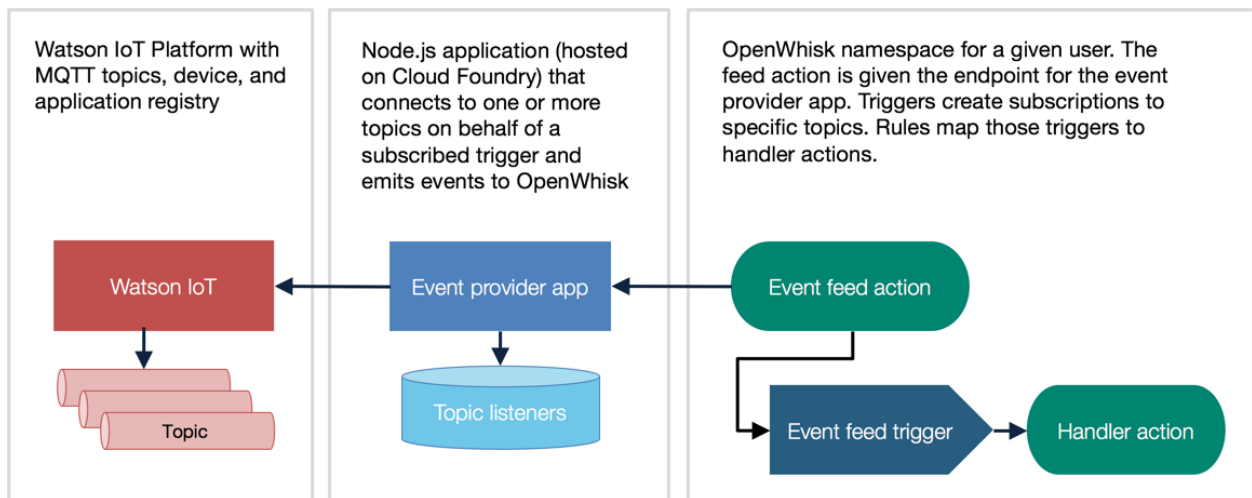 Watson IoT Platform with
MQTT topics, device, and
application registry
Node.js application (hosted
on Cloud Foundry) that
connects to one or more
topics on behalf of a
subscribed trigger and
emits events to OpenWhisk
OpenWhisk namespace for a given user. The
feed action is given the endpoint for the event
provider app. Triggers create subscriptions to
specific topics. Rules map those triggers to
handler actions.
Watson IoT
Event provider app
Event feed action
Topic
Topic listeners
Event feed trigger
Handler action